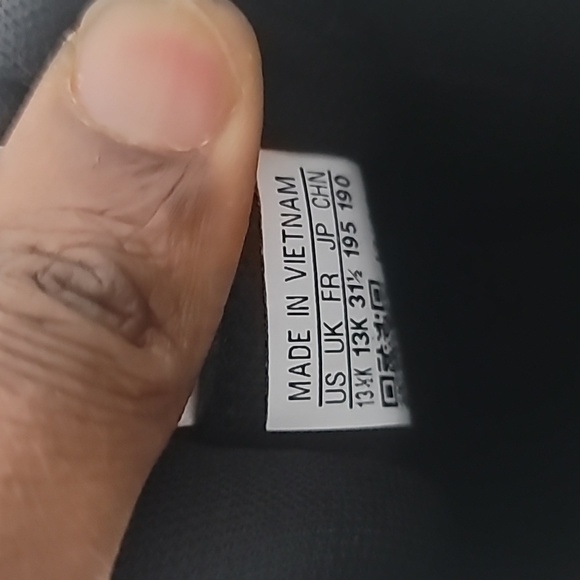 MADE IN VIETNAM
US UK FR JP CHN
13½K 13K 31½ 195 190